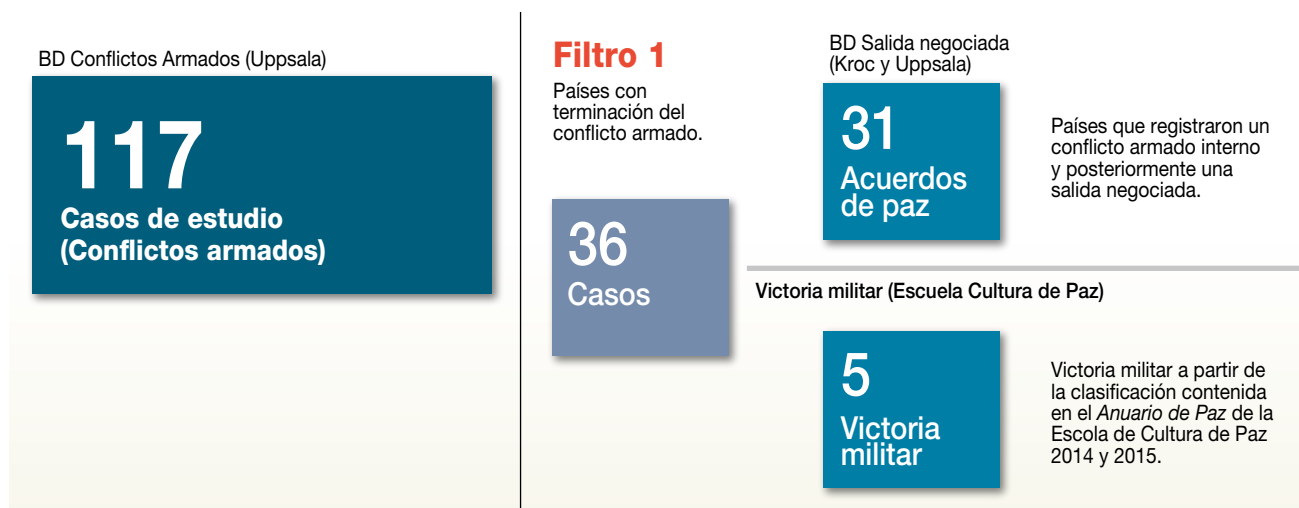 BD Conflictos Armados (Uppsala)
117
Casos de estudio
(Conflictos armados)
Filtro 1
Países con
terminación del
conflicto armado.
36
Casos
BD Salida negociada
(Kroc y Uppsala)
31
Acuerdos
de paz
Países que registraron un
conflicto armado interno
y posteriormente una
salida negociada.
Victoria militar (Escuela Cultura de Paz)
5
Victoria
militar
Victoria militar a partir de
la clasificación contenida
en el Anuario de Paz de la
Escola de Cultura de Paz
2014 y 2015.